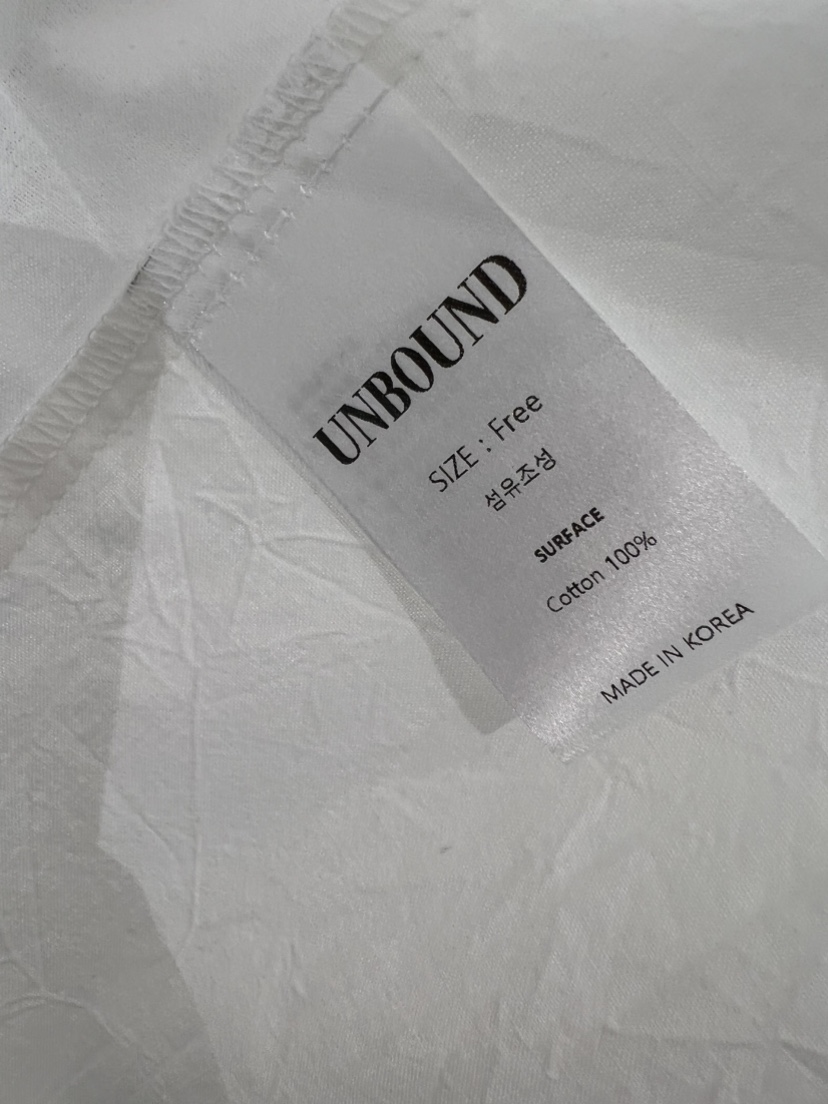 UNBOUND
SIZE : Free
섬유조성
SURFACE
Cotton 100%
MADE IN KOREA